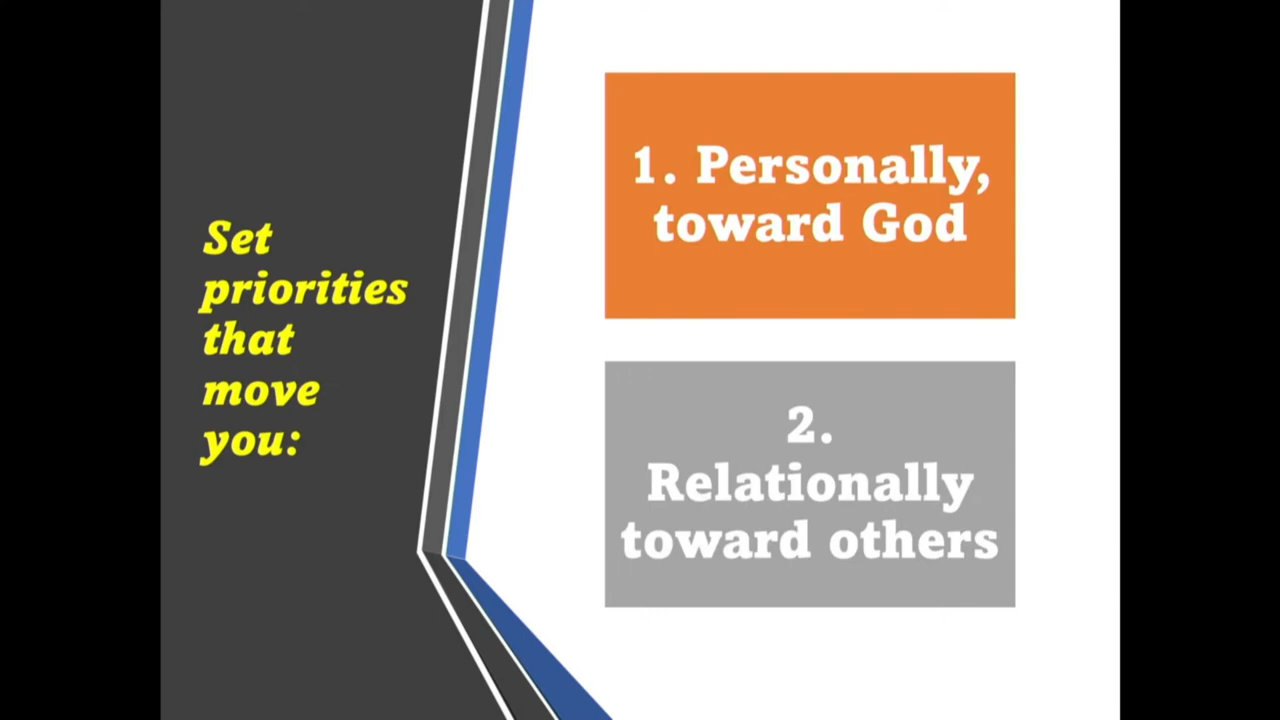 Set
priorities
that
move
you:
1. Personally,
toward God
2.
Relationally
toward others